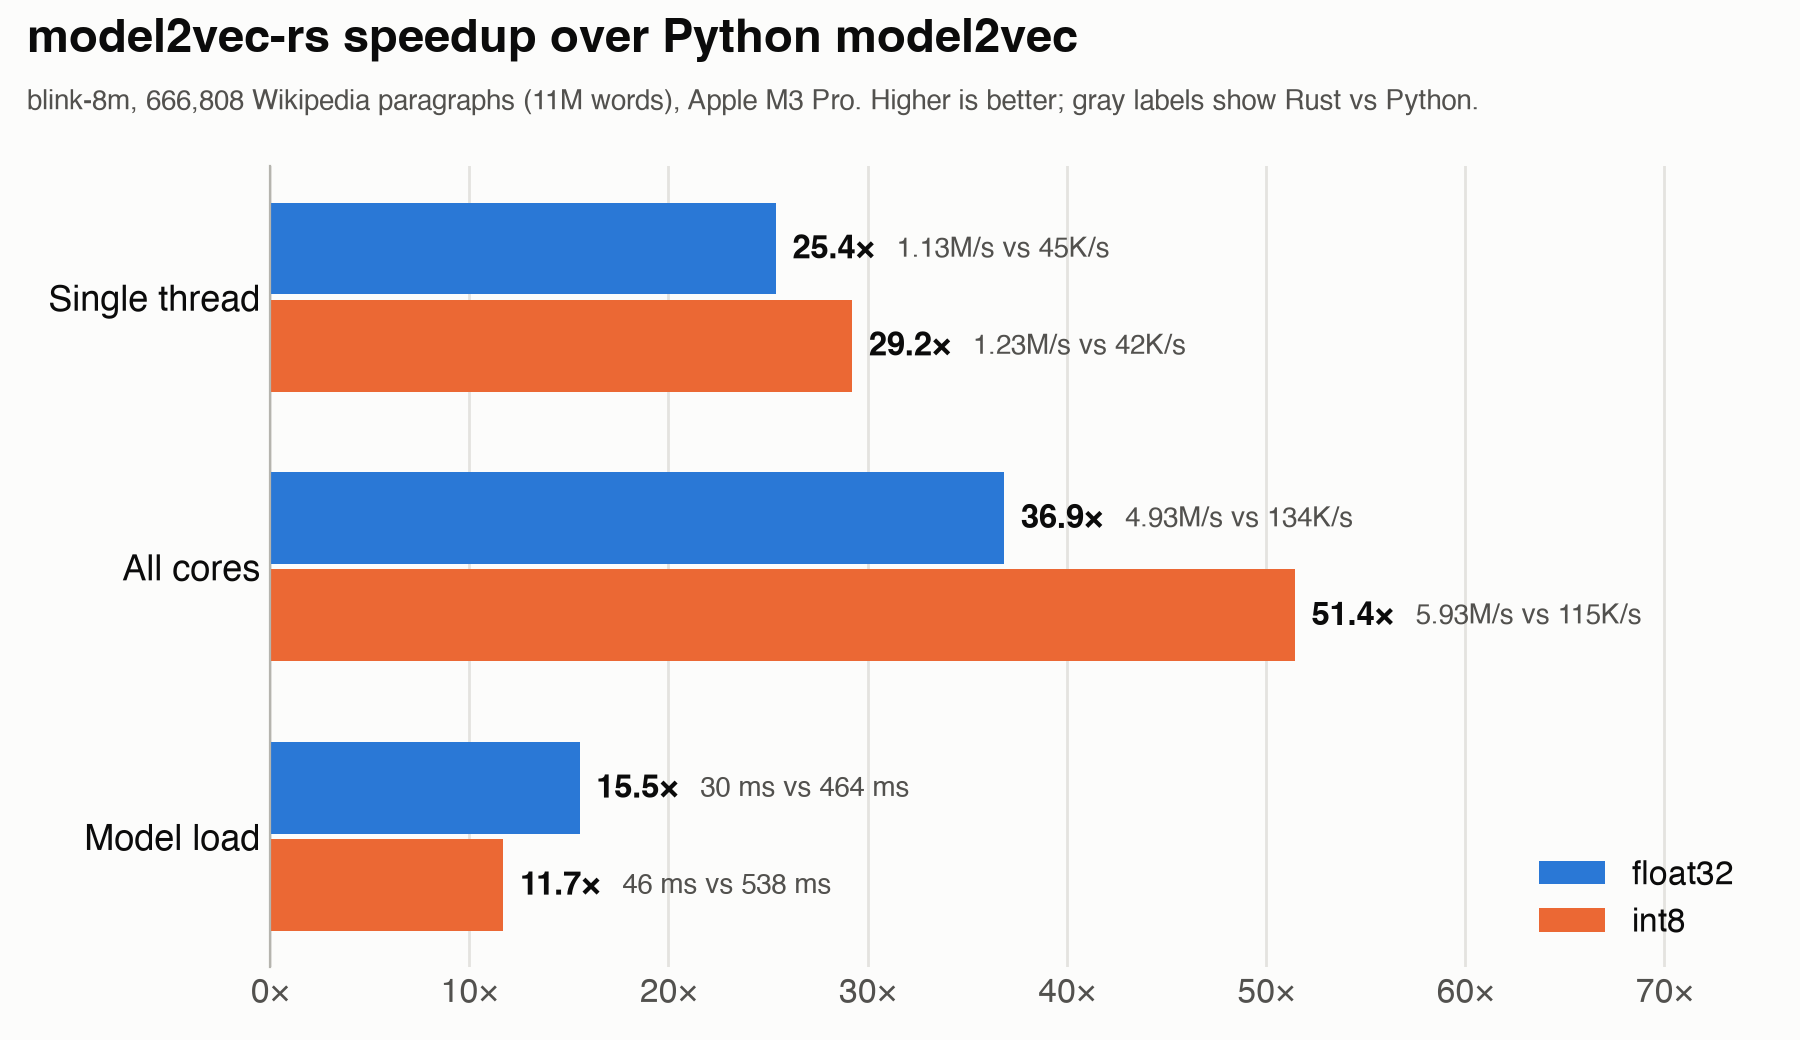 model2vec-rs speedup over Python model2vec
blink-8m, 666,808 Wikipedia paragraphs (11M words), Apple M3 Pro. Higher is better; gray labels show Rust vs Python.
25.4× 1.13M/s vs 45K/s
Single thread
29.2× 1.23M/s vs 42K/s
36.9× 4.93M/s vs 134K/s
All cores
51.4× 5.93M/s vs 115K/s
15.5× 30 ms vs 464 ms
Model load
11.7× 46 ms vs 538 ms
float32
int8
0× 10× 20× 30× 40× 50× 60× 70×